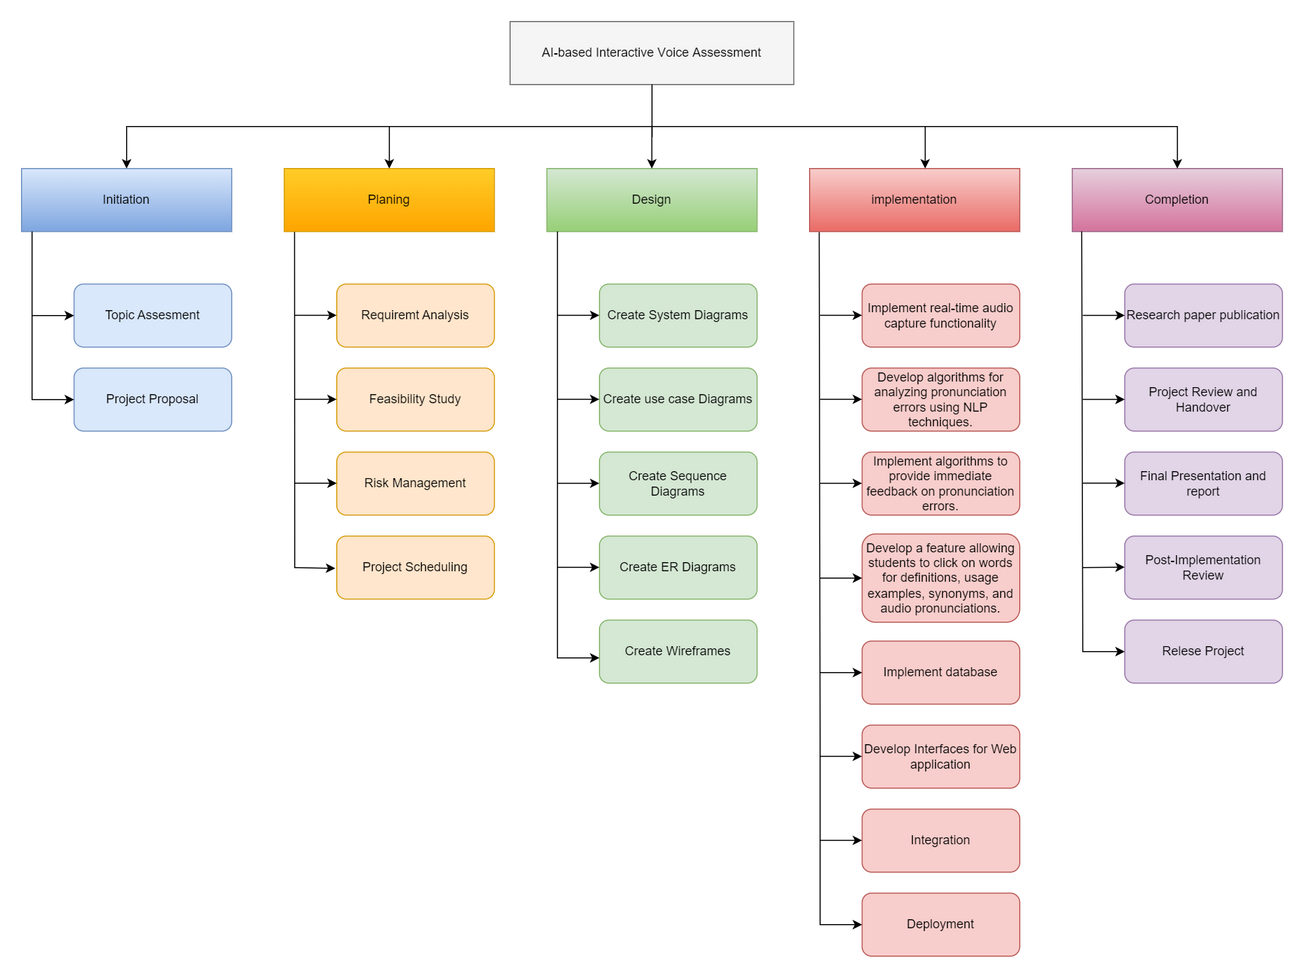 AI-based Interactive Voice Assessment
Initiation
Planing
Design
implementation
Completion
Topic Assesment
Project Proposal
Requiremt Analysis
Feasibility Study
Risk Management
Project Scheduling
Create System Diagrams
Create use case Diagrams
Create Sequence
Diagrams
Create ER Diagrams
Create Wireframes
Implement real-time audio
capture functionality
Develop algorithms for
analyzing pronunciation
errors using NLP
techniques.
Implement algorithms to
provide immediate
feedback on pronunciation
errors.
Develop a feature allowing
students to click on words
for definitions, usage
examples, synonyms, and
audio pronunciations.
Implement database
Develop Interfaces for Web
application
Integration
Deployment
Research paper publication
Project Review and
Handover
Final Presentation and
report
Post-Implementation
Review
Relese Project